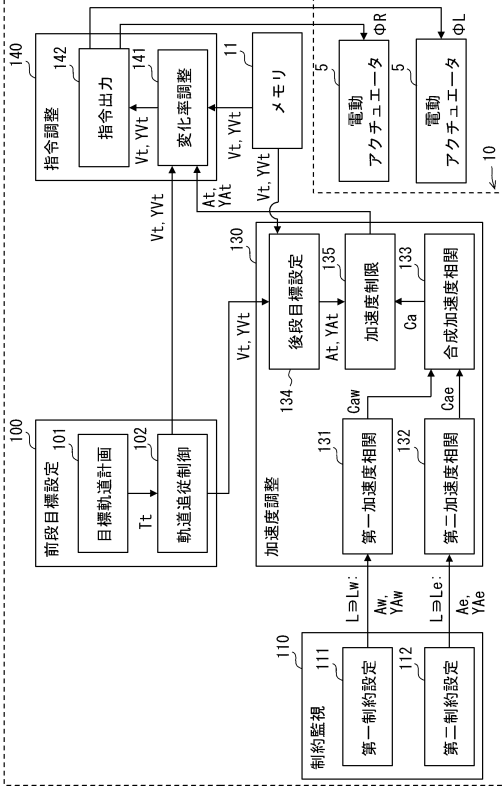 100
前段目標設定
101
目標軌道計画
Tt
102
軌道追従制御
Vt, YVt
Vt, YVt
140
指令調整
142
指令出力
141
変化率調整
Vt, YVt
Vt, YVt
At,
YAt
11
メモリ
Vt, YVt
ΦR
ΦL
5
電動
アクチュエータ
5
電動
アクチュエータ
10
110
制約監視
111
第一制約設定
112
第二制約設定
L∋Lw:
Aw,
YAw
L∋Le:
Ae,
YAe
130
加速度調整
131
第一加速度相関
132
第二加速度相関
Caw
Cae
133
合成加速度相関
Ca
134
後段目標設定
At, YAt
135
加速度制限